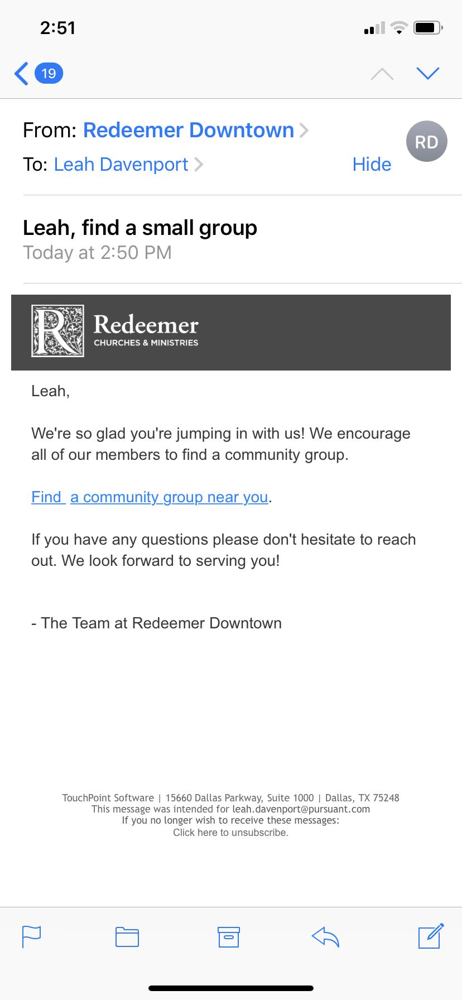 2:51
19
From: Redeemer Downtown
RD
To: Leah Davenport
Hide
Leah, find a small group
Today at 2:50 PM
R
Redeemer
CHURCHES & MINISTRIES
Leah,
We're so glad you're jumping in with us! We encourage
all of our members to find a community group.
Find  a community group near you.
If you have any questions please don't hesitate to reach
out. We look forward to serving you!
- The Team at Redeemer Downtown
TouchPoint Software | 15660 Dallas Parkway, Suite 1000 | Dallas, TX 75248
This message was intended for leah.davenport@pursuant.com
If you no longer wish to receive these messages:
Click here to unsubscribe.